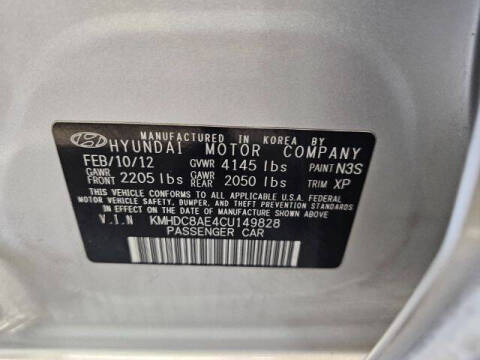 MANUFACTURED IN KOREA BY
HYUNDAI MOTOR COMPANY
FEB/10/12 GVWR 4145 lbs PAINT N3S
GAWR FRONT 2205 lbs GAWR REAR 2050 lbs TRIM XP
THIS VEHICLE CONFORMS TO ALL APPLICABLE U.S.A. FEDERAL
MOTOR VEHICLE SAFETY, BUMPER, AND THEFT PREVENTION STANDARDS
IN EFFECT ON THE DATE OF MANUFACTURE SHOWN ABOVE.
V.I.N KMHDC8AE4CU149828
PASSENGER CAR